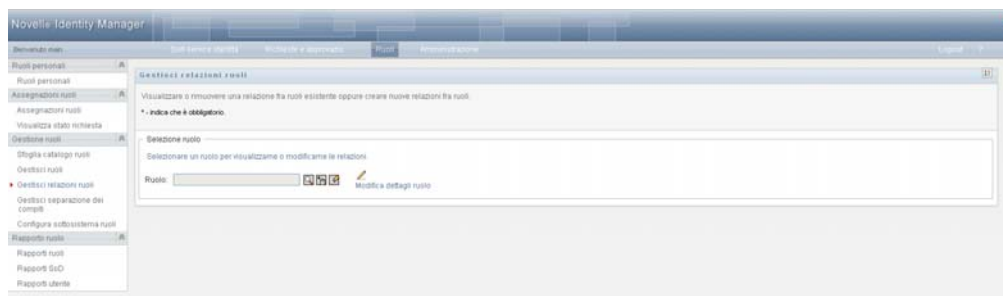 Novell® Identity Manager
Benvenuto main
Self-service identità Richieste e approvazioni Ruoli Amministrazione Logout ?
Ruoli personali
Ruoli personali
Assegnazioni ruoli
Assegnazioni ruoli
Visualizza stato richiesta
Gestione ruoli
Sfoglia catalogo ruoli
Gestisci ruoli
Gestisci relazioni ruoli
Gestisci separazione dei
compiti
Configura sottosistema ruoli
Rapporto ruolo
Rapporti ruoli
Rapporti SoD
Rapporti utente
Gestisci relazioni ruoli
Visualizzare o rimuovere una relazione fra ruoli esistente oppure creare nuove relazioni fra ruoli.
* - indica che è obbligatorio.
Selezione ruolo
Selezionare un ruolo per visualizzarne o modificarne le relazioni
Ruolo:
Modifica dettagli ruolo